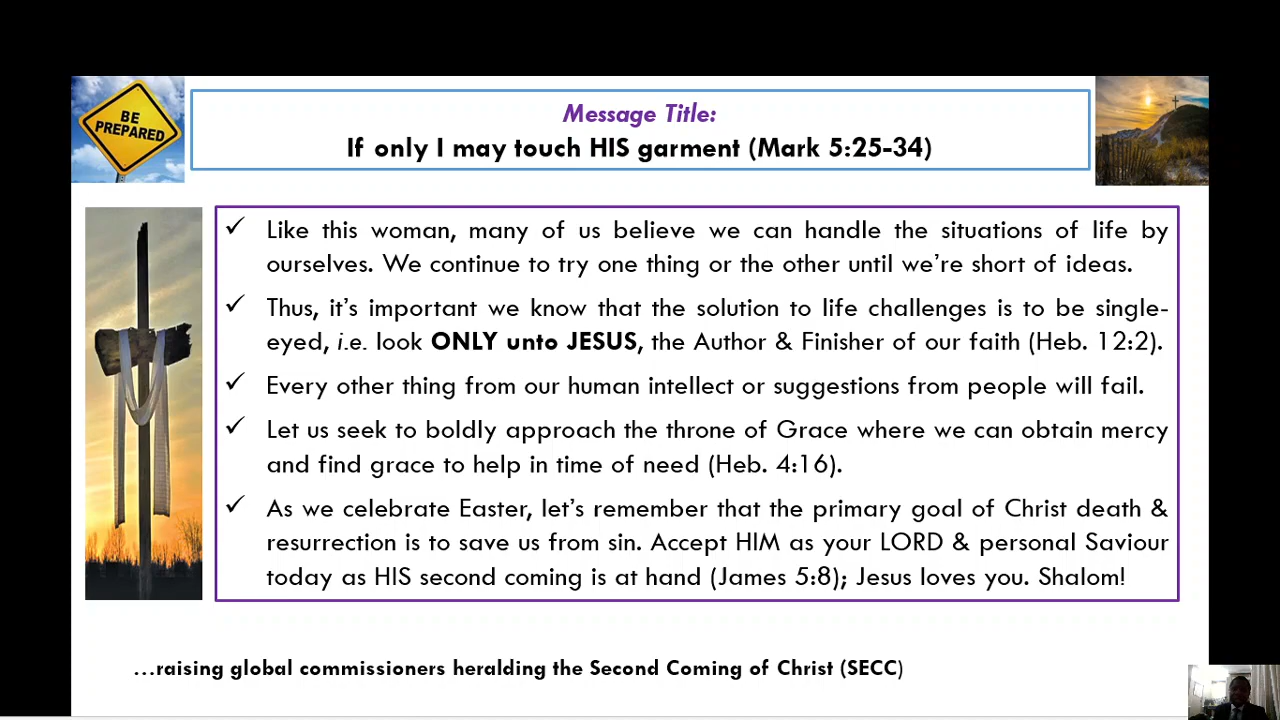 BE
PREPARED
Message Title:
If only I may touch HIS garment (Mark 5:25-34)
✓ Like this woman, many of us believe we can handle the situations of life by
ourselves. We continue to try one thing or the other until we're short of ideas.
✓ Thus, it's important we know that the solution to life challenges is to be single-
eyed, i.e. look ONLY unto JESUS, the Author & Finisher of our faith (Heb. 12:2).
✓ Every other thing from our human intellect or suggestions from people will fail.
✓ Let us seek to boldly approach the throne of Grace where we can obtain mercy
and find grace to help in time of need (Heb. 4:16).
✓ As we celebrate Easter, let's remember that the primary goal of Christ death &
resurrection is to save us from sin. Accept HIM as your LORD & personal Saviour
today as HIS second coming is at hand (James 5:8); Jesus loves you. Shalom!
…raising global commissioners heralding the Second Coming of Christ (SECC)